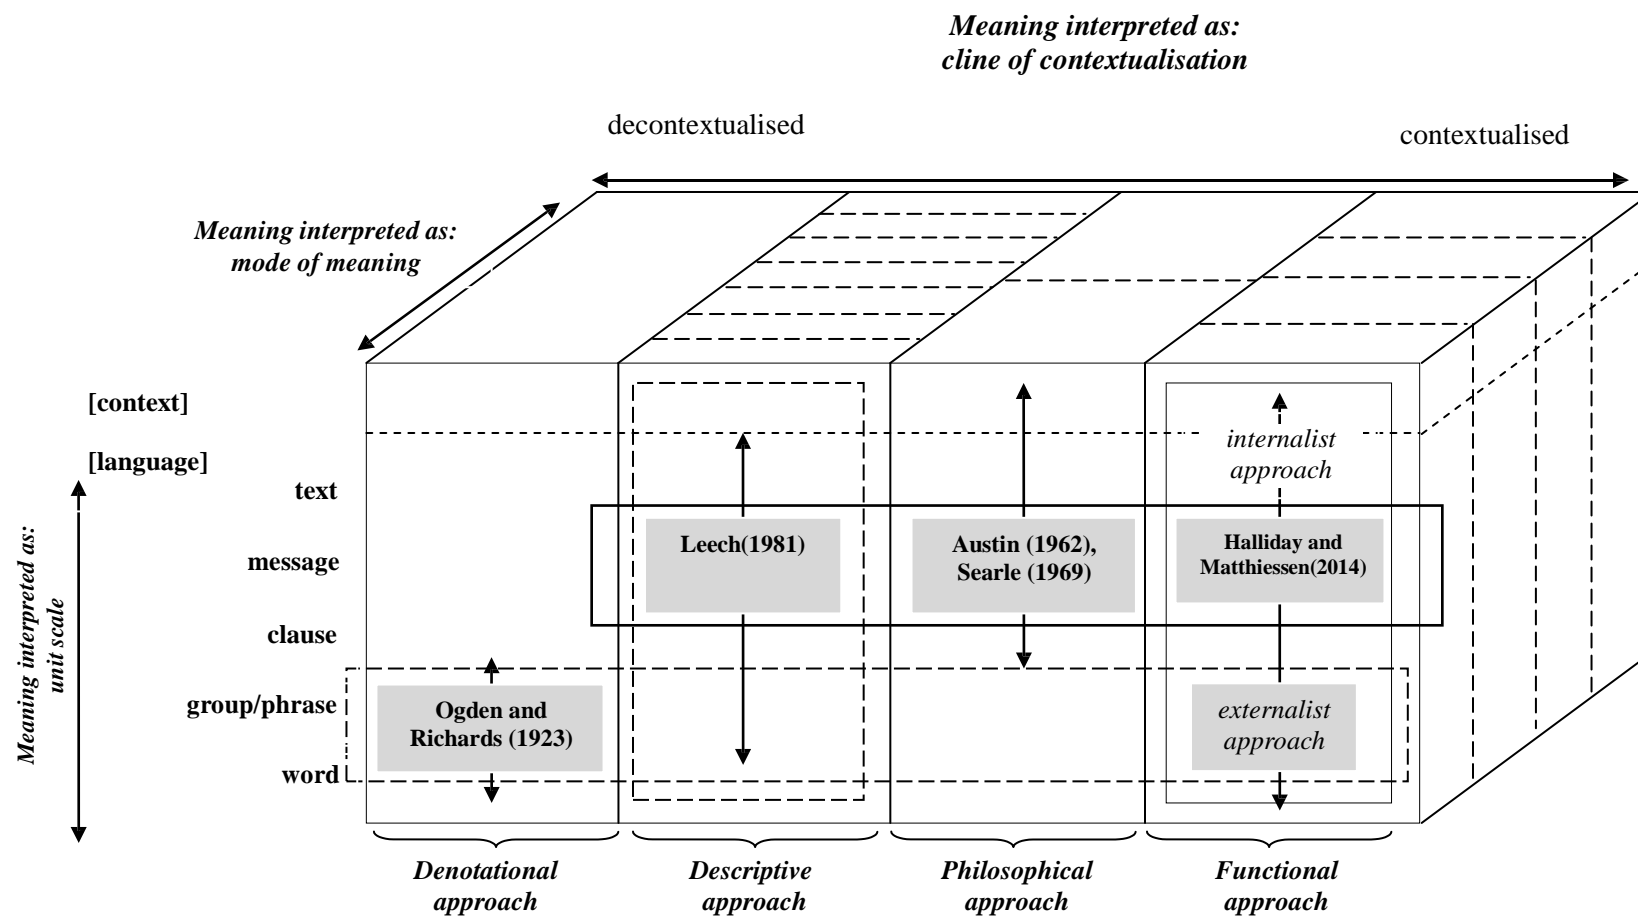 Meaning interpreted as:
cline of contextualisation
decontextualised
contextualised
Meaning interpreted as:
mode of meaning
[context]
[language]
text
message
clause
group/phrase
word
Meaning interpreted as:
unit scale
internalist
approach
Leech(1981)
Austin (1962),
Searle (1969)
Halliday and
Matthiessen(2014)
Ogden and
Richards (1923)
externalist
approach
Denotational
approach
Descriptive
approach
Philosophical
approach
Functional
approach